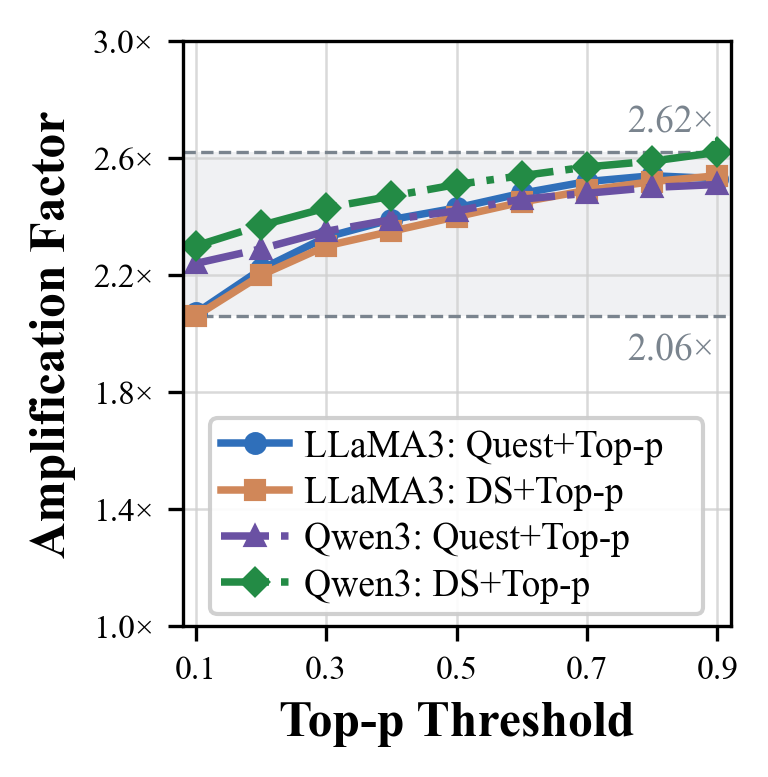 3.0×
2.6×
2.2×
1.8×
1.4×
1.0×
Amplification Factor
2.62×
2.06×
LLaMA3: Quest+Top-p
LLaMA3: DS+Top-p
Qwen3: Quest+Top-p
Qwen3: DS+Top-p
0.1 0.3 0.5 0.7 0.9
Top-p Threshold